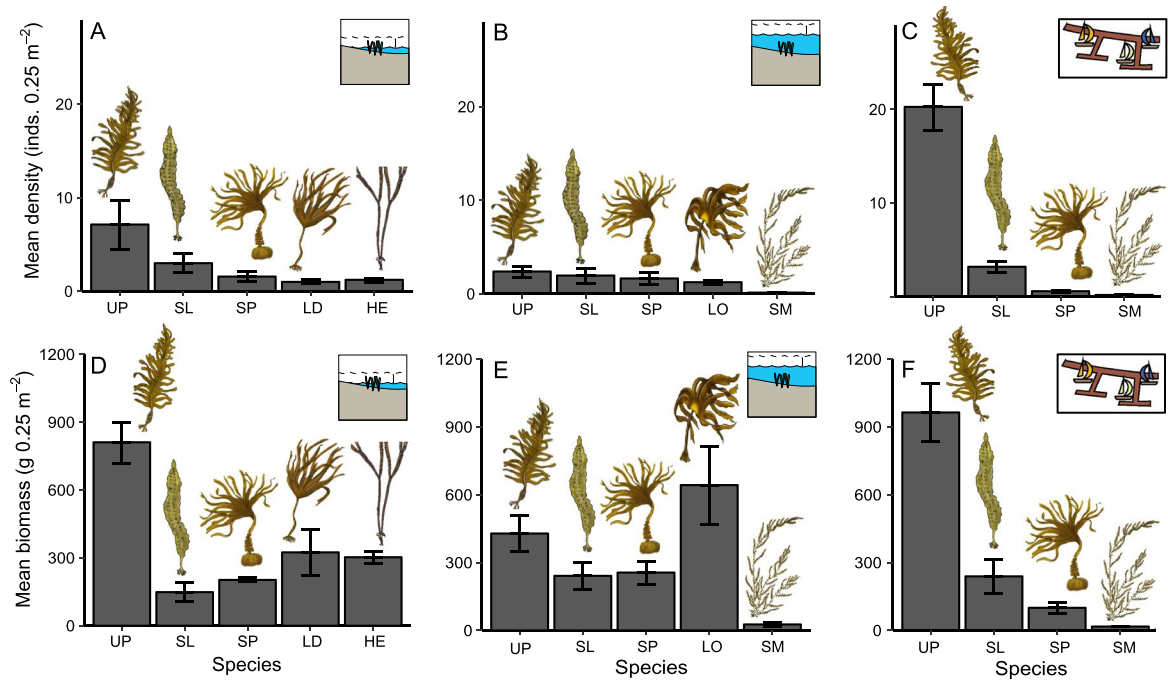 A
B
C
Mean density (inds. 0.25 m⁻²)
20
10
0
UP SL SP LD HE
20
10
0
UP SL SP LO SM
20
10
UP SL SP SM
D
E
F
Mean biomass (g 0.25 m⁻²)
1200
900
600
300
0
UP SL SP LD HE
Species
1200
900
600
300
0
UP SL SP LO SM
Species
1200
900
600
300
0
UP SL SP SM
Species